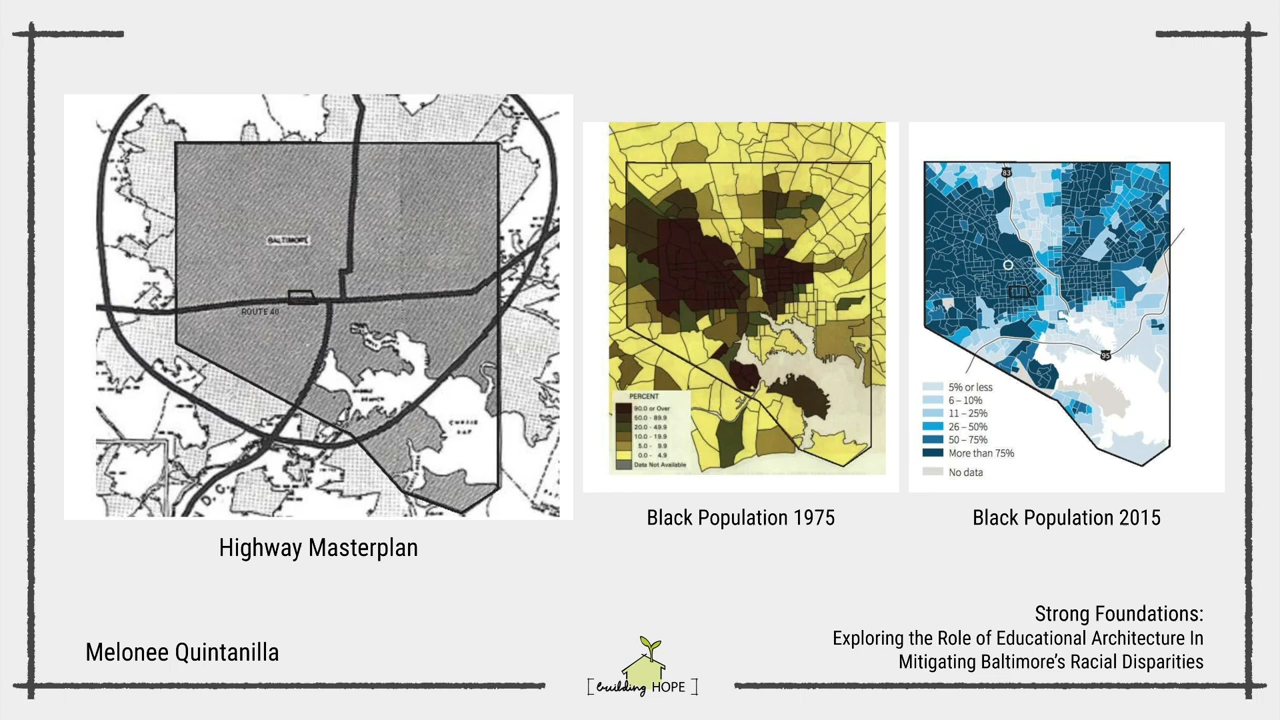 BALTIMORE
ROUTE 40
D.C.
Highway Masterplan
PERCENT
90.0 or Over
50.0 - 89.9
20.0 - 49.9
10.0 - 19.9
5.0 - 9.9
0.0 - 4.9
Data Not Available
Black Population 1975
83
95
5% or less
6 – 10%
11 – 25%
26 – 50%
50 – 75%
More than 75%
No data
Black Population 2015
Melonee Quintanilla
[building HOPE]
Strong Foundations:
Exploring the Role of Educational Architecture In
Mitigating Baltimore’s Racial Disparities